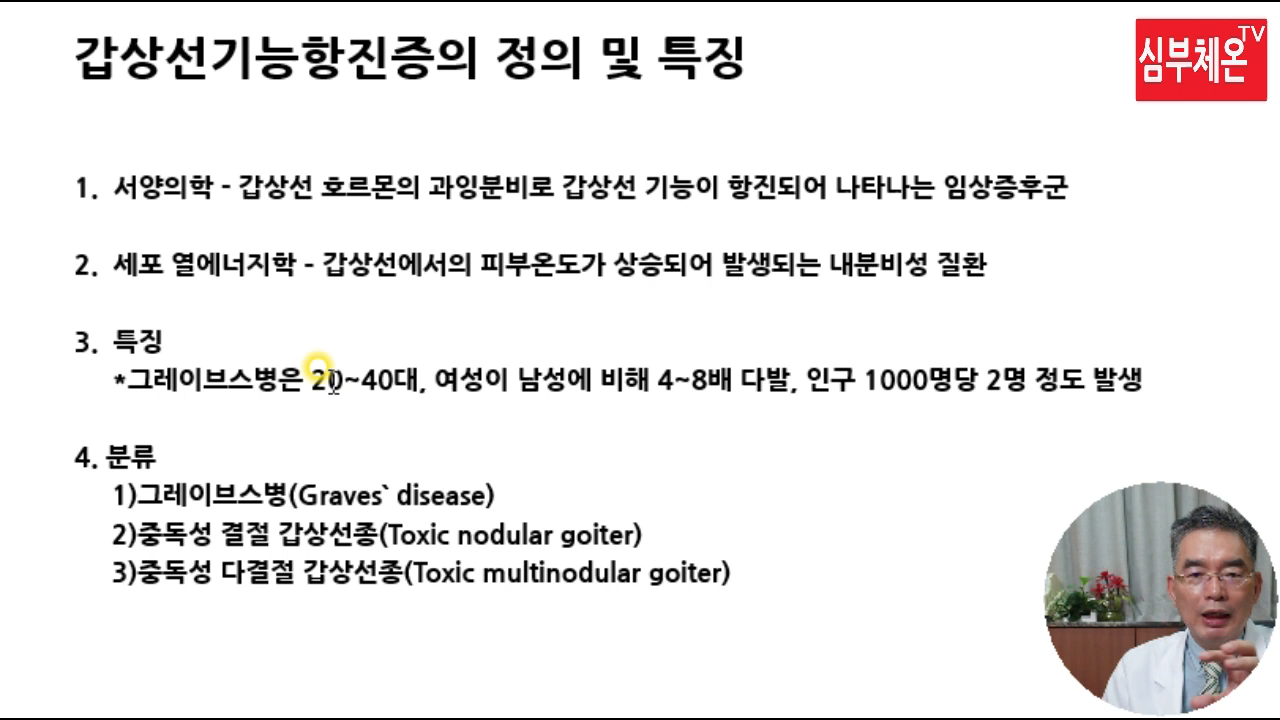 갑상선기능항진증의 정의 및 특징
심부체온TV
1. 서양의학 - 갑상선 호르몬의 과잉분비로 갑상선 기능이 항진되어 나타나는 임상증후군
2. 세포 열에너지학 - 갑상선에서의 피부온도가 상승되어 발생되는 내분비성 질환
3. 특징
*그레이브스병은 20~40대, 여성이 남성에 비해 4~8배 다발, 인구 1000명당 2명 정도 발생
4. 분류
1)그레이브스병(Graves` disease)
2)중독성 결절 갑상선종(Toxic nodular goiter)
3)중독성 다결절 갑상선종(Toxic multinodular goiter)